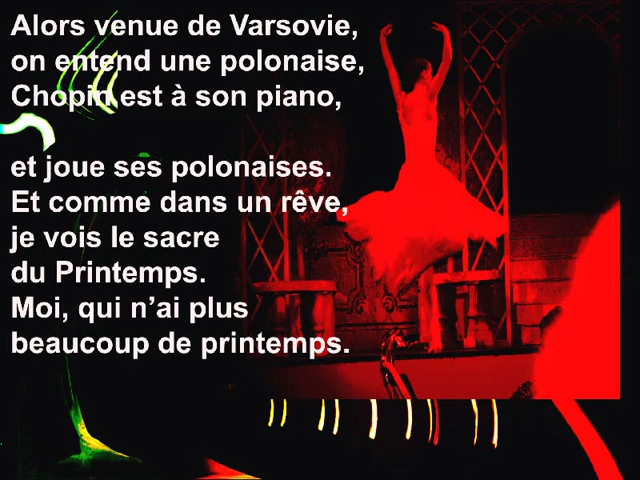 Alors venue de Varsovie,
on entend une polonaise,
Chopin est à son piano,
et joue ses polonaises.
Et comme dans un rêve,
je vois le sacre
du Printemps.
Moi, qui n’ai plus
beaucoup de printemps.